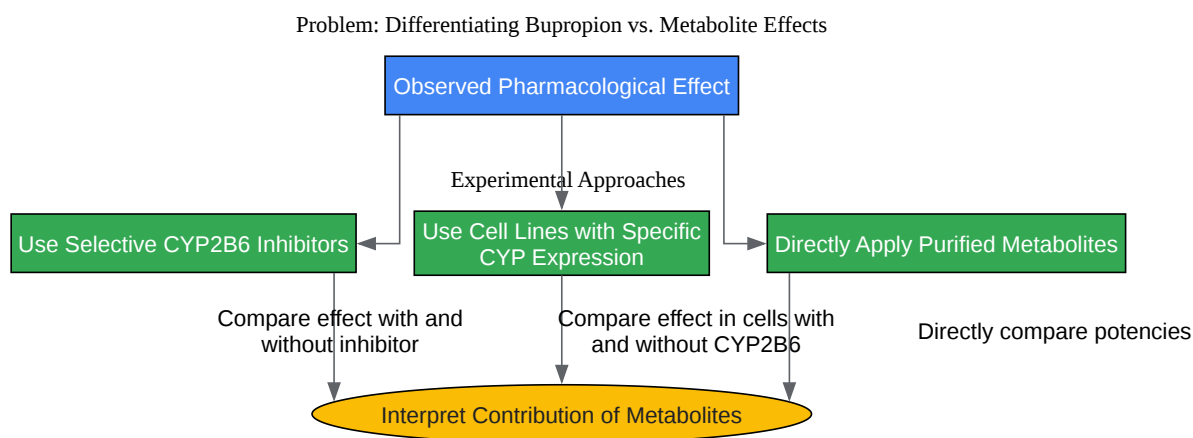 Problem: Differentiating Bupropion vs. Metabolite Effects
Observed Pharmacological Effect
Experimental Approaches
Use Selective CYP2B6 Inhibitors
Use Cell Lines with Specific
CYP Expression
Directly Apply Purified Metabolites
Compare effect with and
without inhibitor
Compare effect in cells with
and without CYP2B6
Directly compare potencies
Interpret Contribution of Metabolites